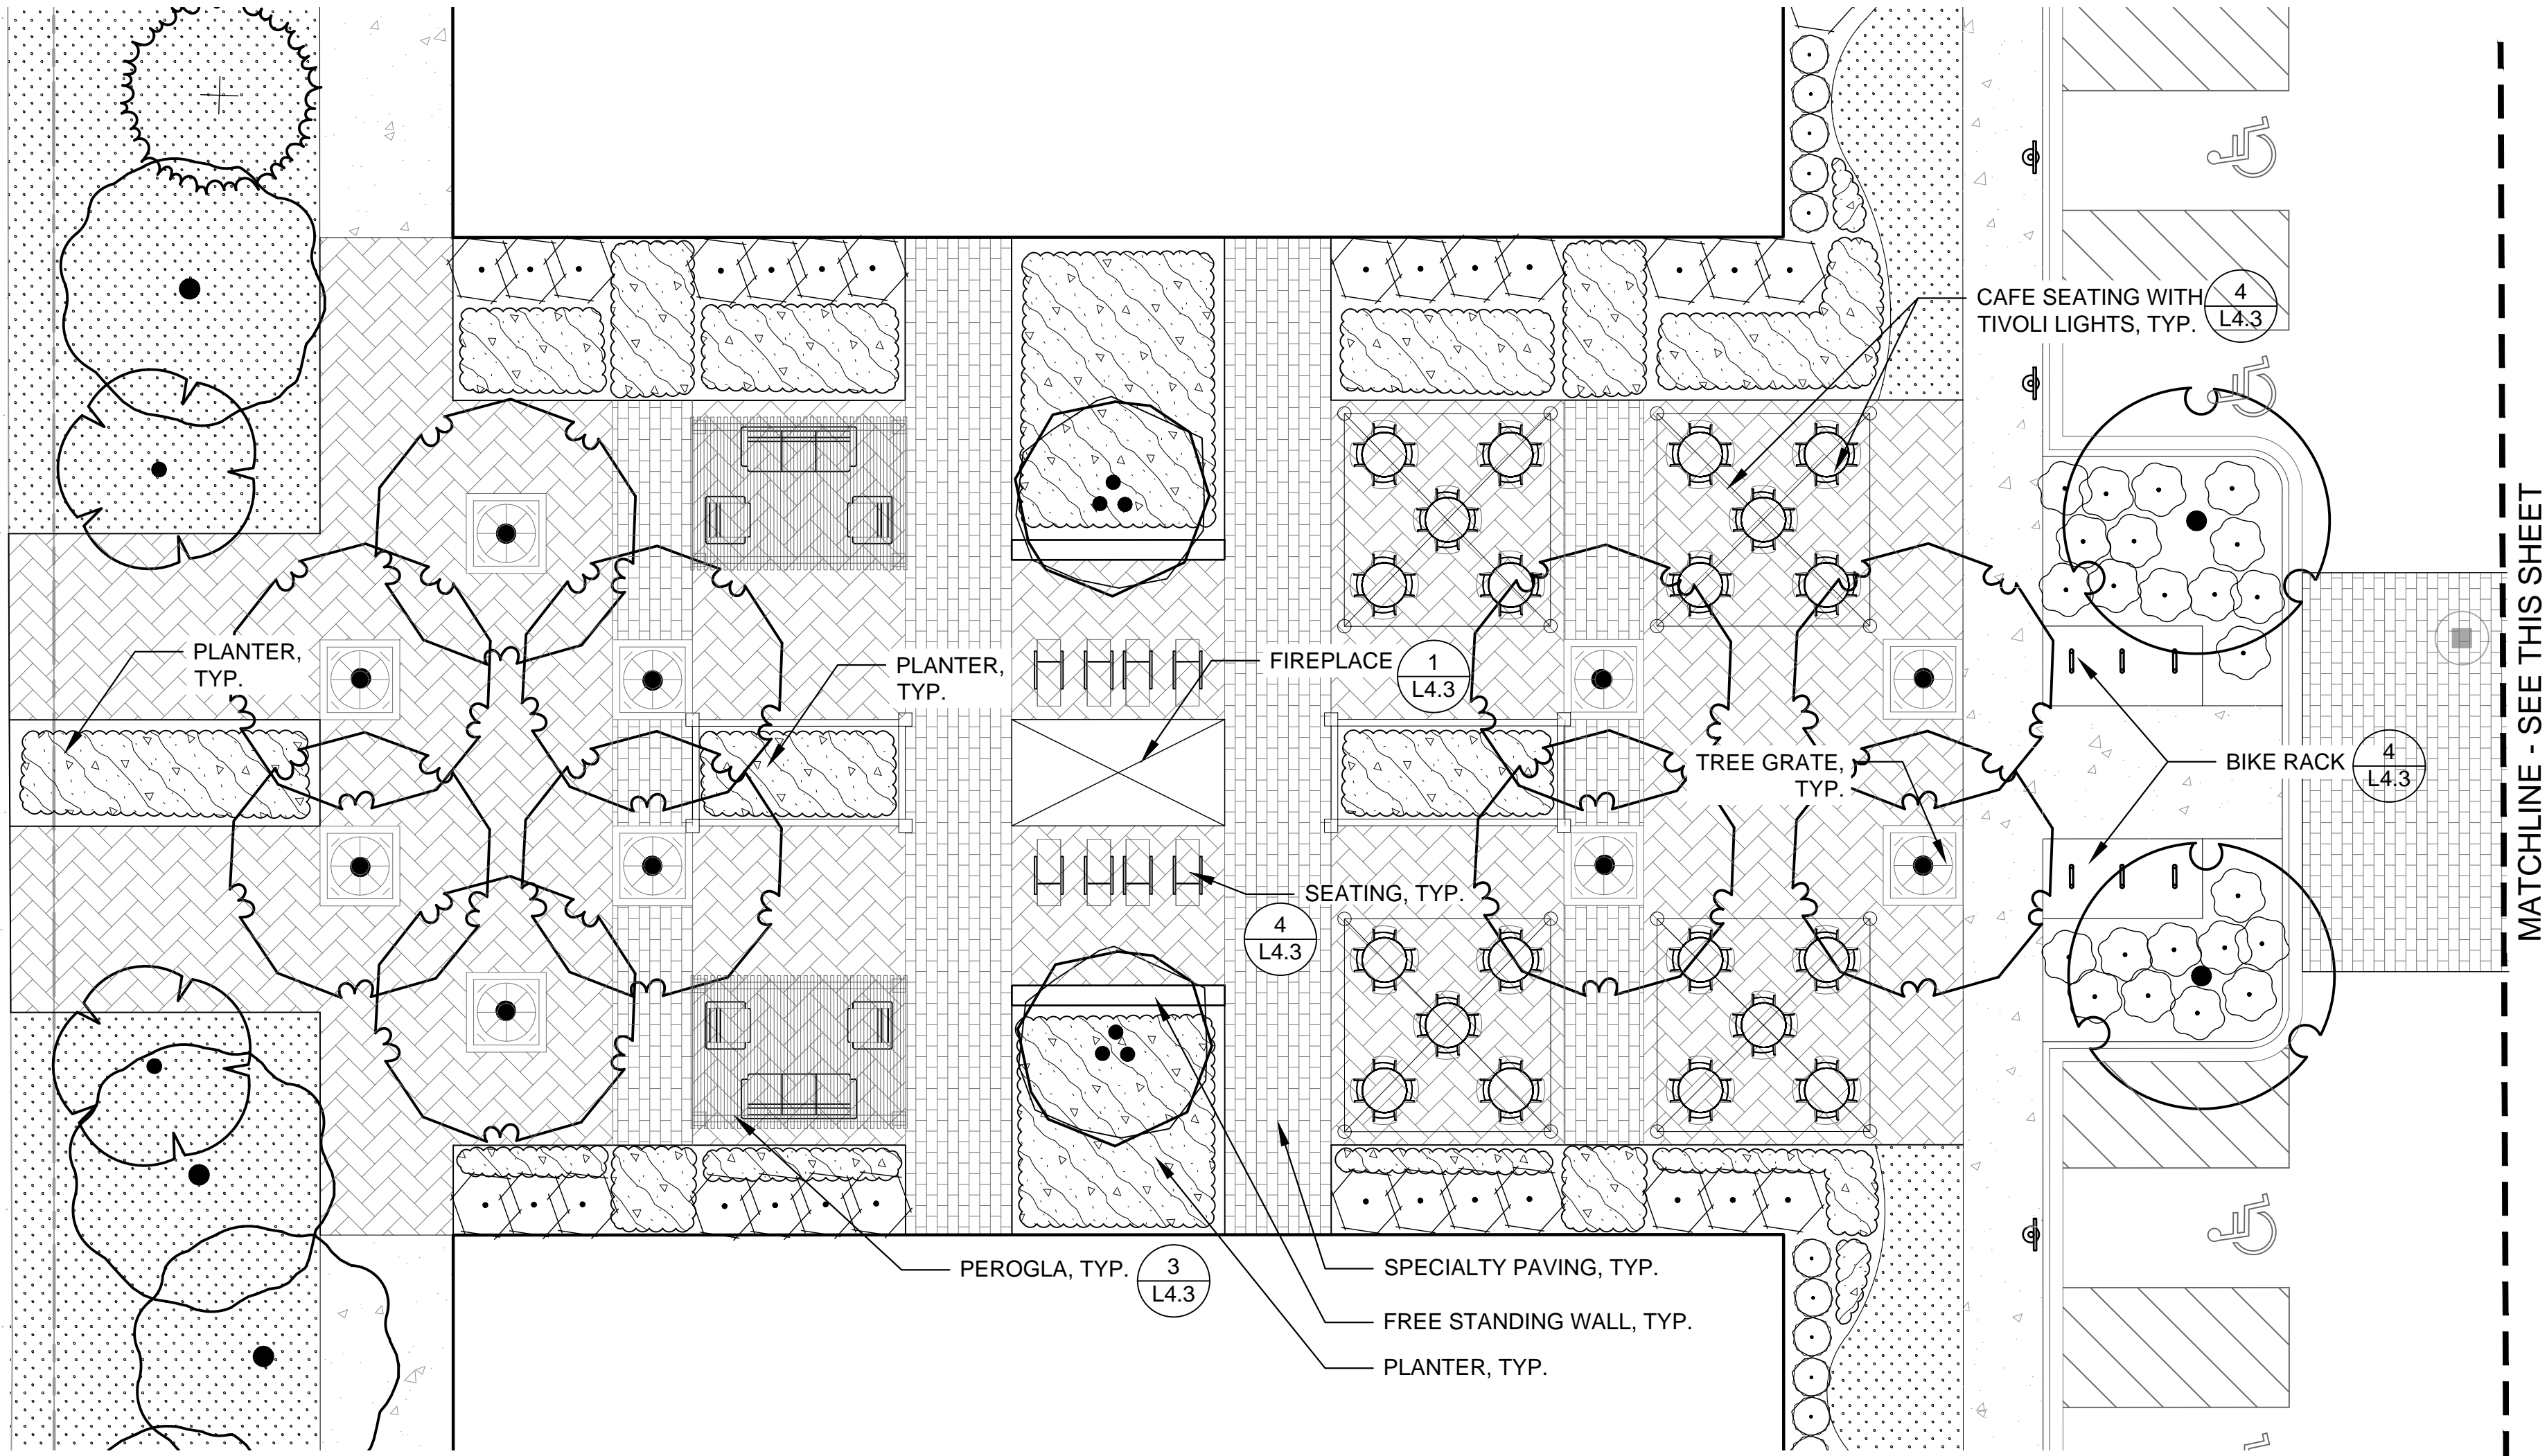 CAFE SEATING WITH
TIVOLI LIGHTS, TYP.
4
L4.3
PLANTER,
TYP.
PLANTER,
TYP.
FIREPLACE
1
L4.3
TREE GRATE,
TYP.
BIKE RACK
4
L4.3
SEATING, TYP.
4
L4.3
PEROGLA, TYP.
3
L4.3
SPECIALTY PAVING, TYP.
FREE STANDING WALL, TYP.
PLANTER, TYP.
MATCHLINE - SEE THIS SHEET